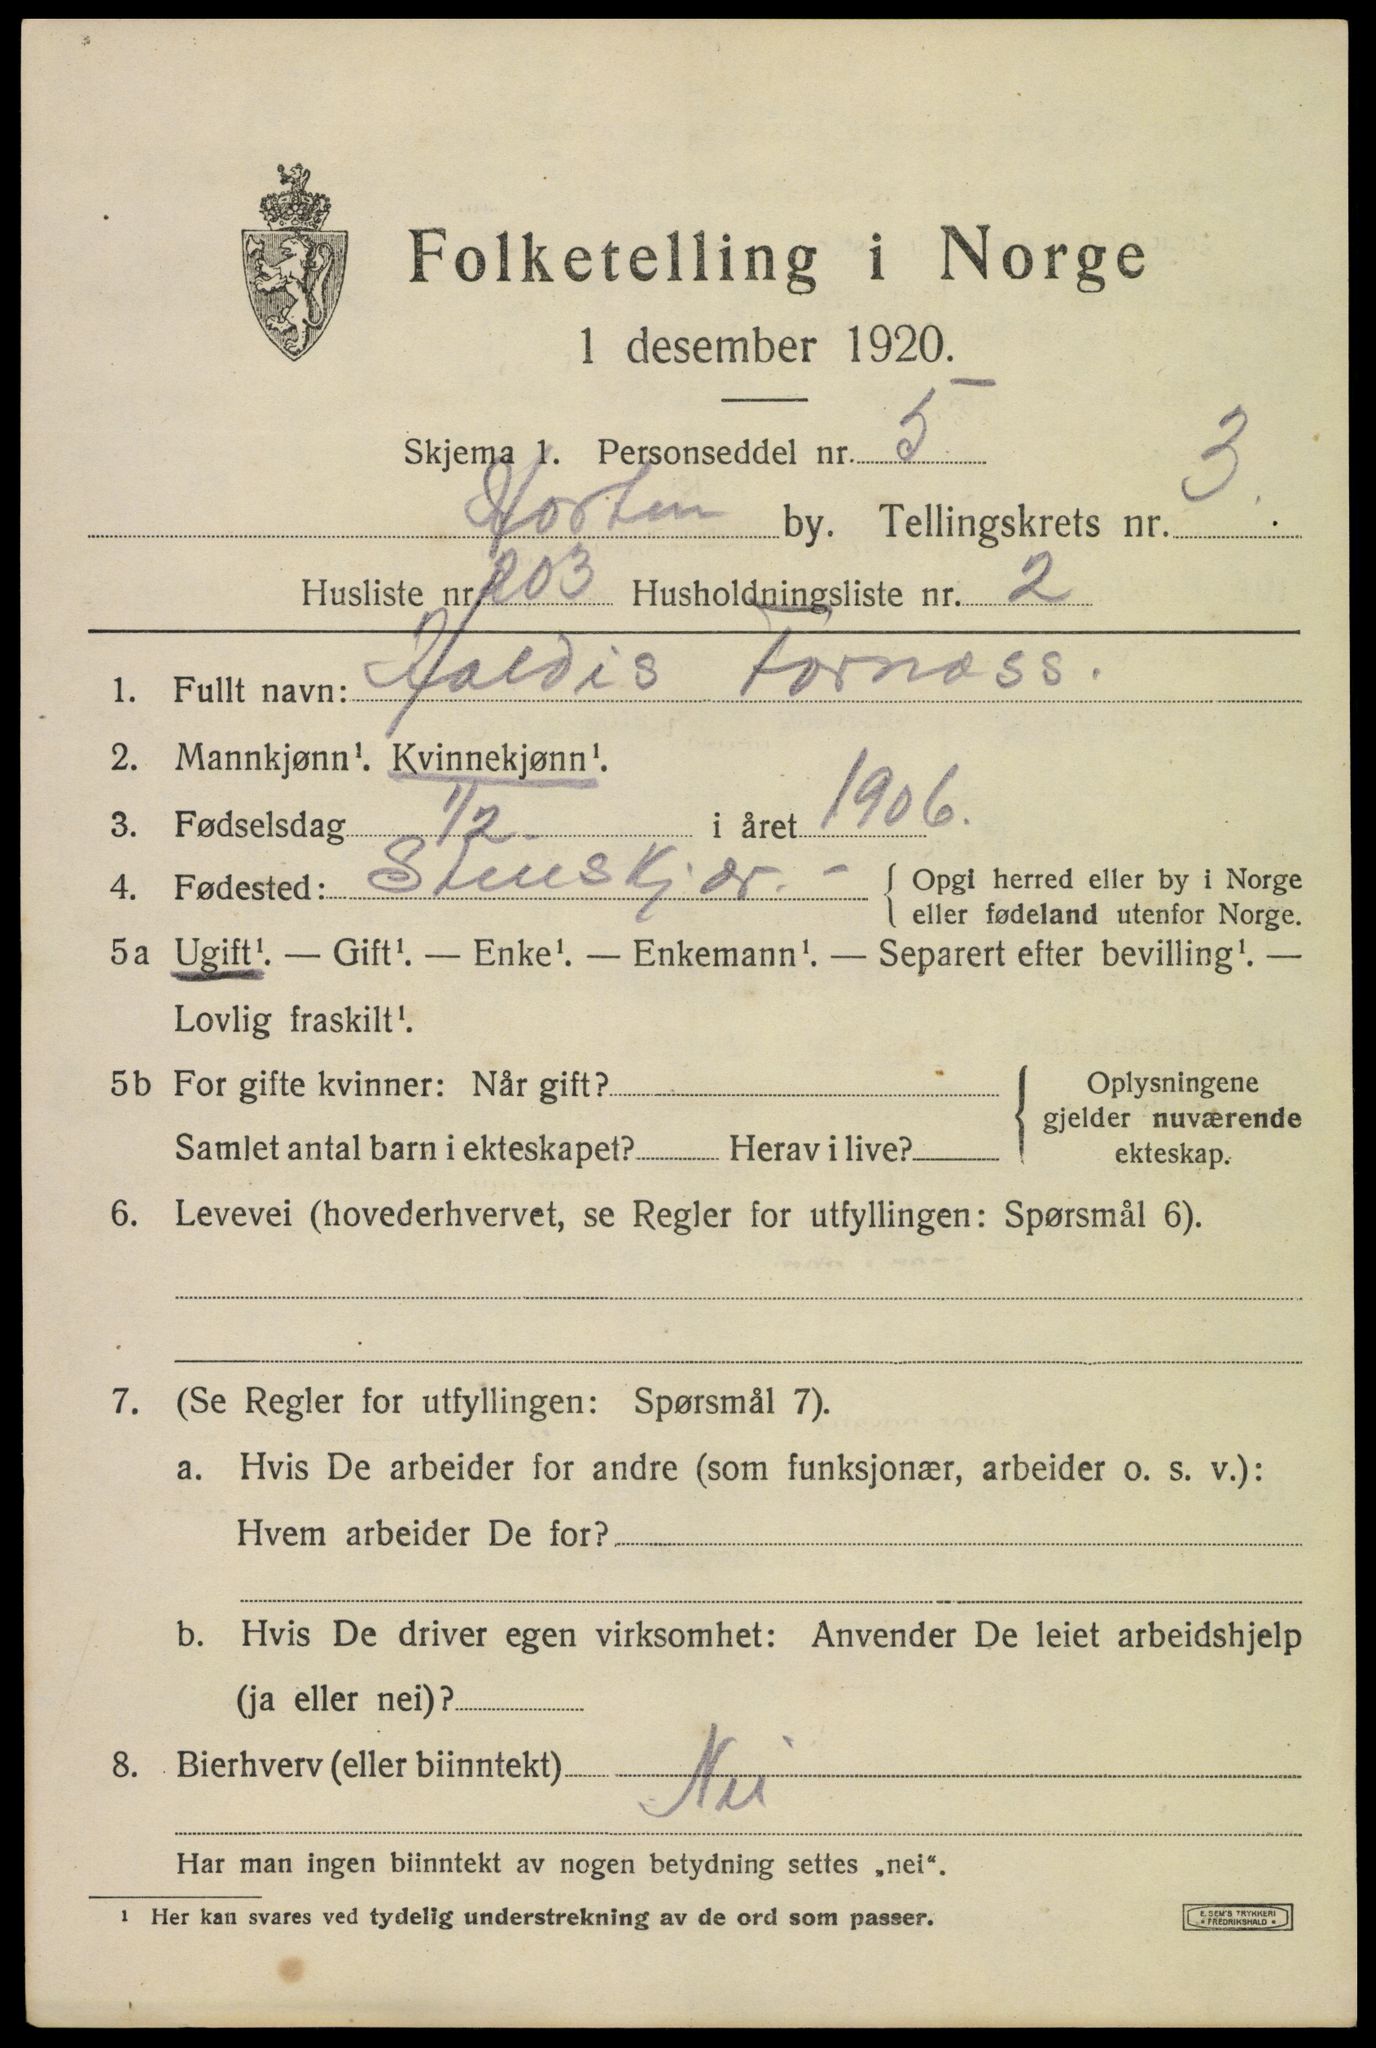 Folketelling i Norge
1 desember 1920.
Skjema 1. Personseddel nr. 5
Horten by. Tellingskrets nr. 3.
Husliste nr. 203 Husholdningsliste nr. 2
1. Fullt navn: Haldis Fornæss.
2. Mannkjønn¹. Kvinnekjønn¹.
3. Fødselsdag 1/2. i året 1906.
4. Fødested: Stenskjær. - { Opgi herred eller by i Norge
eller fødeland utenfor Norge.
5a Ugift¹. — Gift¹. — Enke¹. — Enkemann¹. — Separert efter bevilling¹. —
Lovlig fraskilt¹.
5b For gifte kvinner: Når gift? } Oplysningene
gjelder nuværende
Samlet antal barn i ekteskapet? Herav i live? ekteskap.
6. Levevei (hovederhvervet, se Regler for utfyllingen: Spørsmål 6).
7. (Se Regler for utfyllingen: Spørsmål 7).
a. Hvis De arbeider for andre (som funksjonær, arbeider o. s. v.):
Hvem arbeider De for?
b. Hvis De driver egen virksomhet: Anvender De leiet arbeidshjelp
(ja eller nei)?
8. Bierhverv (eller biinntekt) Nei
Har man ingen biinntekt av nogen betydning settes „nei“.
¹ Her kan svares ved tydelig understrekning av de ord som passer.
E. SEM'S TRYKKERI
* FREDRIKSHALD *